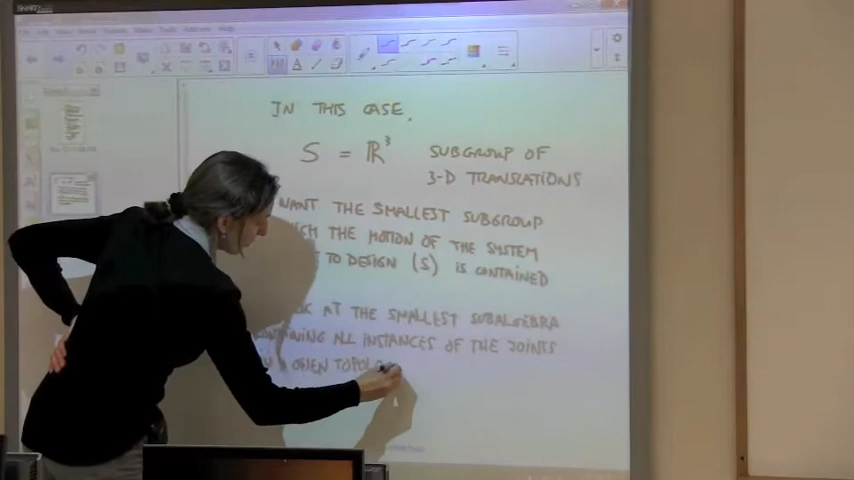 SMART
IN THIS CASE,
S = ℝ³ SUBGROUP OF
3-D TRANSLATIONS
WANT THE SMALLEST SUBGROUP
THE MOTION OF THE SYSTEM
TO DESIGN (S) IS CONTAINED
AT THE SMALLEST SUBALGEBRA
ALL INSTANCES OF THE JOINTS